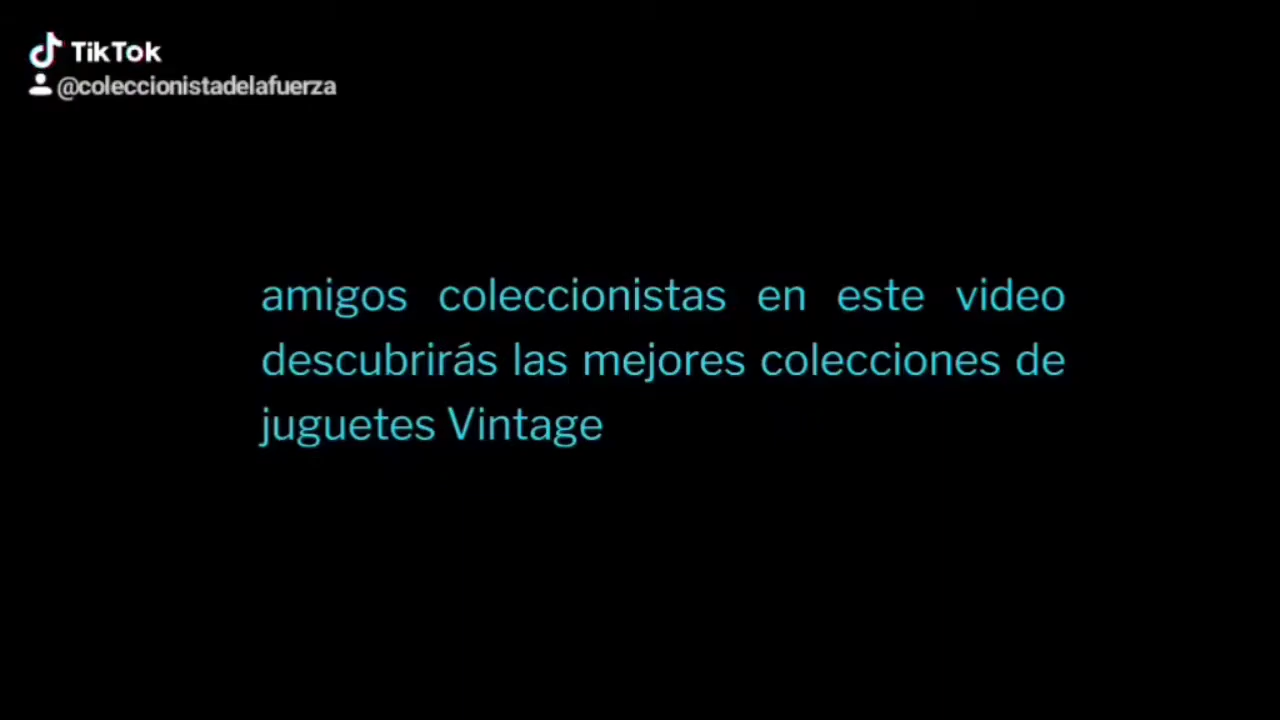 TikTok
@coleccionistadelafuerza
amigos coleccionistas en este video
descubrirás las mejores colecciones de
juguetes Vintage